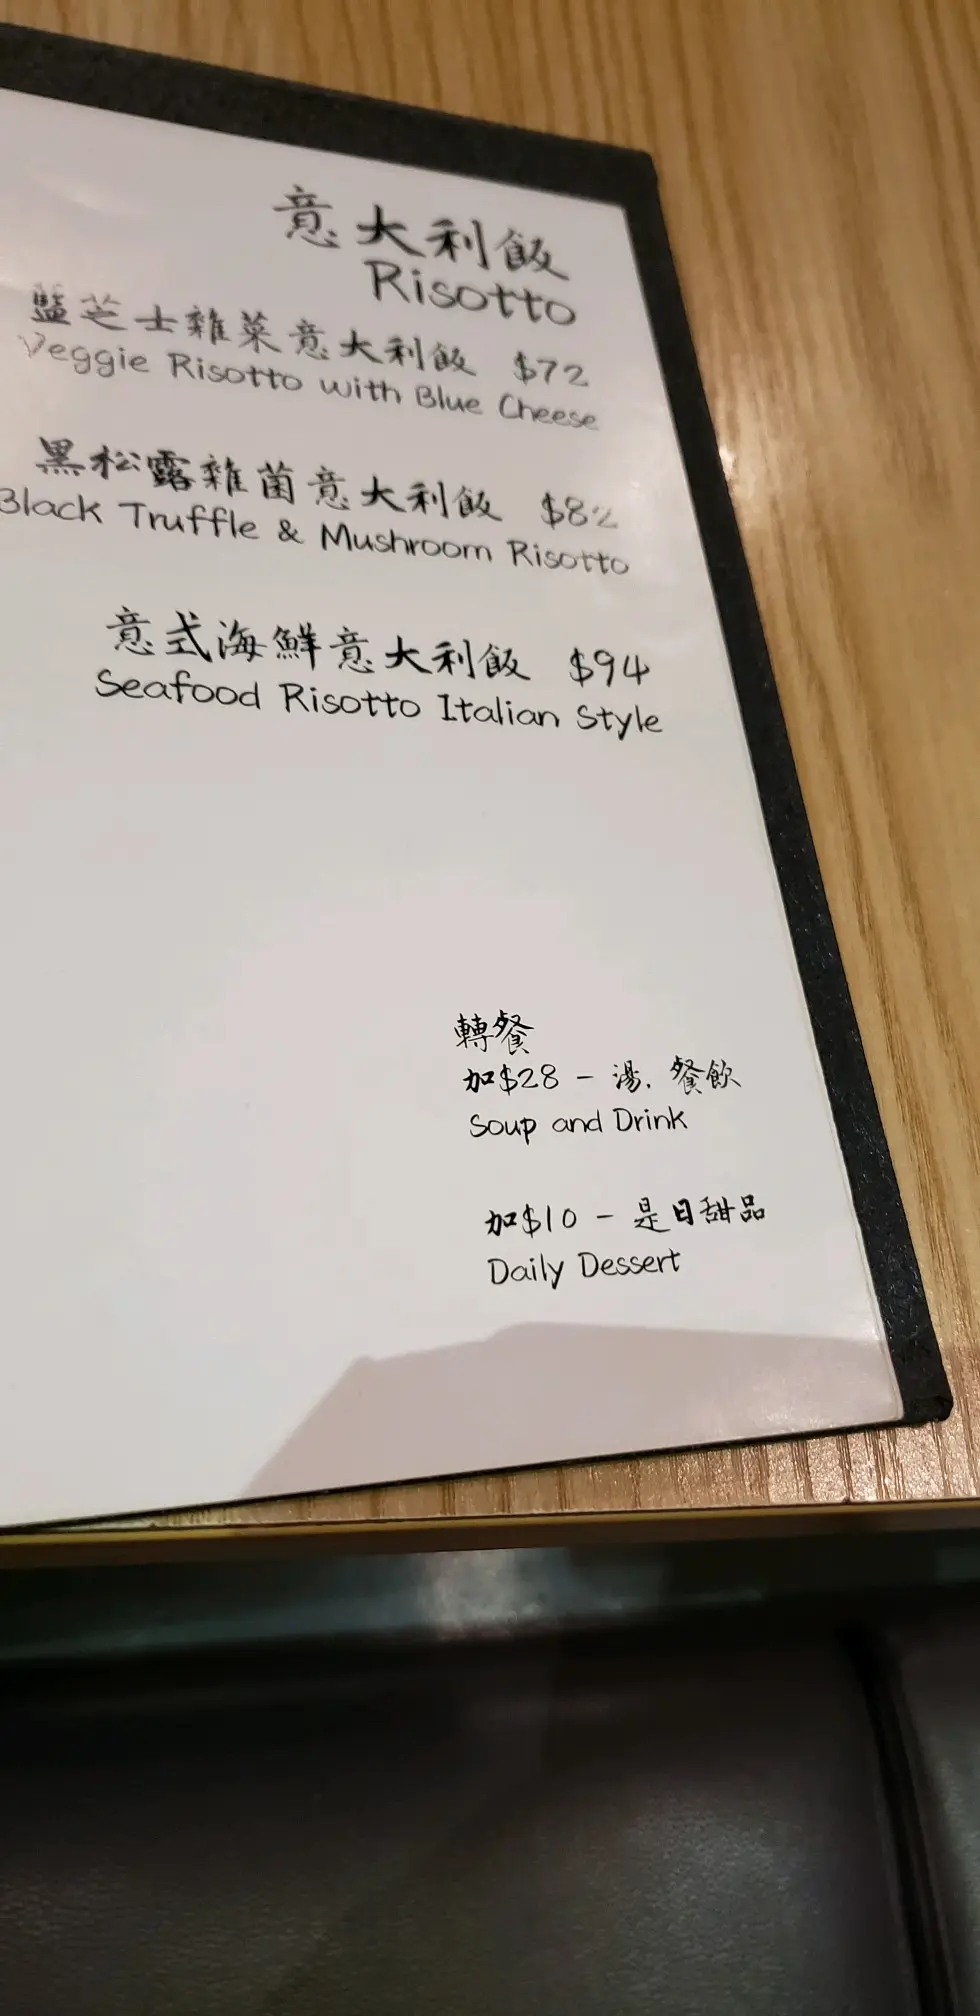 意大利飯
Risotto
藍芝士雜菜意大利飯 $72
Veggie Risotto with Blue Cheese
黑松露雜菌意大利飯 $82
Black Truffle & Mushroom Risotto
意式海鮮意大利飯 $94
Seafood Risotto Italian Style
轉餐
加$28 - 湯. 餐飲
Soup and Drink
加$10 - 是日甜品
Daily Dessert